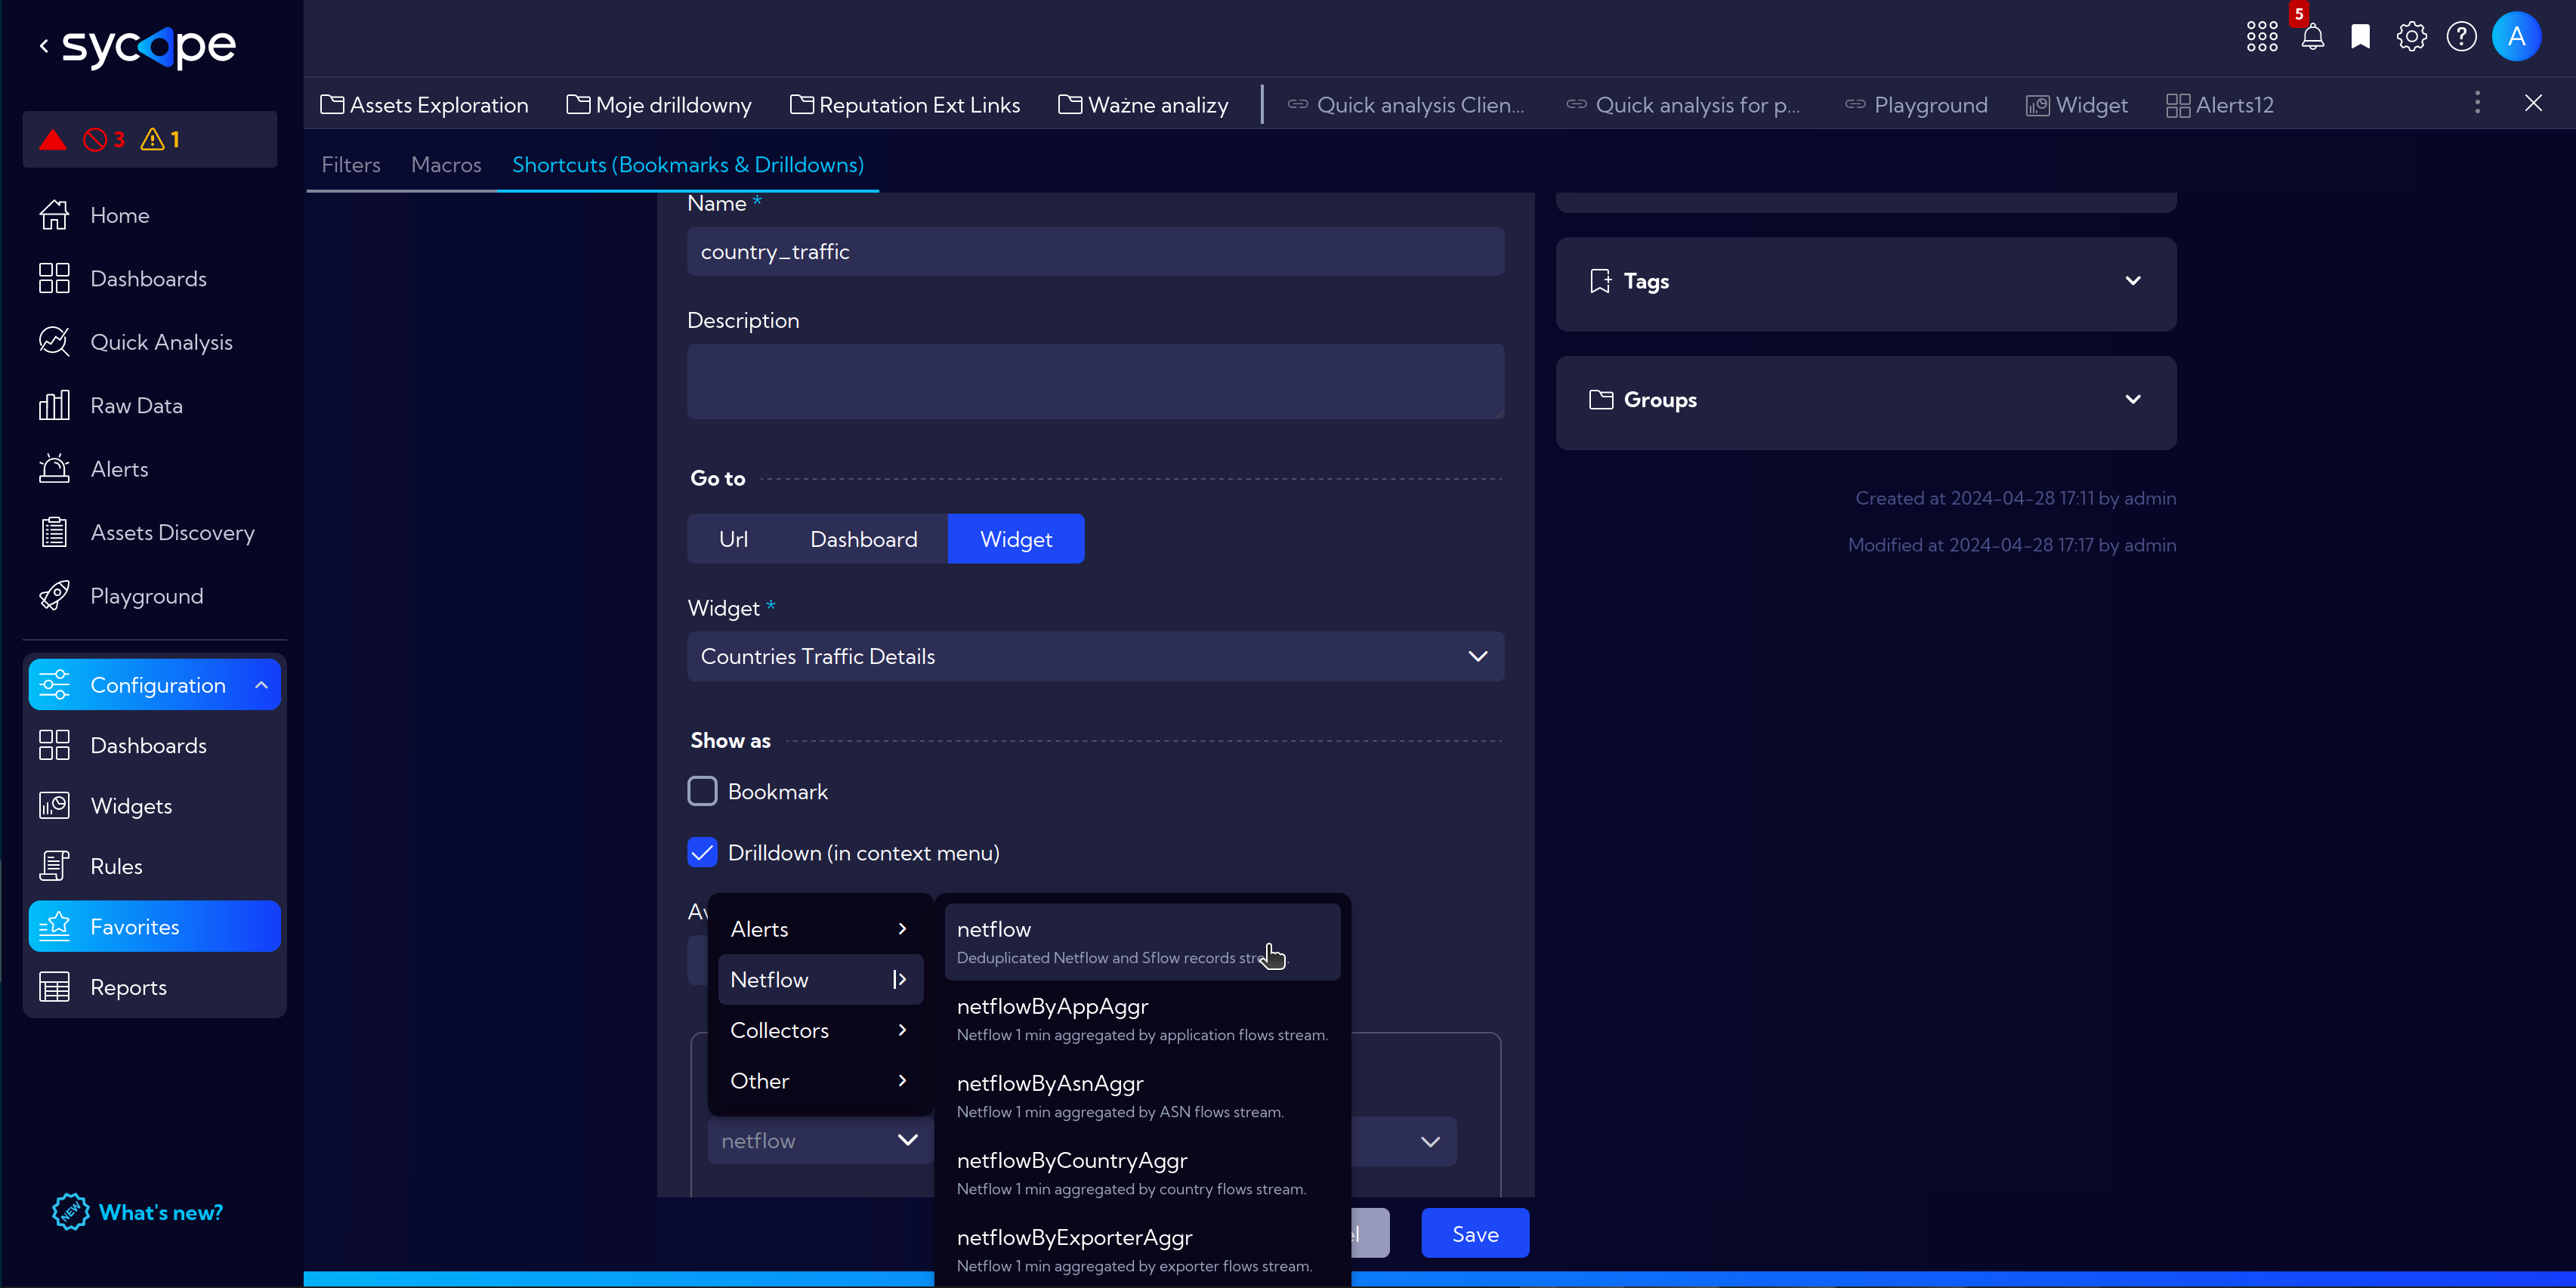 sycope
5
A
Assets Exploration
Moje drilldowny
Reputation Ext Links
Ważne analizy
Quick analysis Clien...
Quick analysis for p...
Playground
Widget
Alerts12
3
1
Filters
Macros
Shortcuts (Bookmarks & Drilldowns)
Home
Dashboards
Quick Analysis
Raw Data
Alerts
Assets Discovery
Playground
Configuration
Dashboards
Widgets
Rules
Favorites
Reports
NEW
What's new?
Name *
country_traffic
Description
Go to
Url
Dashboard
Widget
Widget *
Countries Traffic Details
Show as
Bookmark
Drilldown (in context menu)
Alerts
Netflow
Collectors
Other
netflow
netflow
Deduplicated Netflow and Sflow records
netflowByAppAggr
Netflow 1 min aggregated by application flows stream.
netflowByAsnAggr
Netflow 1 min aggregated by ASN flows stream.
netflowByCountryAggr
Netflow 1 min aggregated by country flows stream.
netflowByExporterAggr
Netflow 1 min aggregated by exporter flows stream.
Save
Tags
Groups
Created at 2024-04-28 17:11 by admin
Modified at 2024-04-28 17:17 by admin